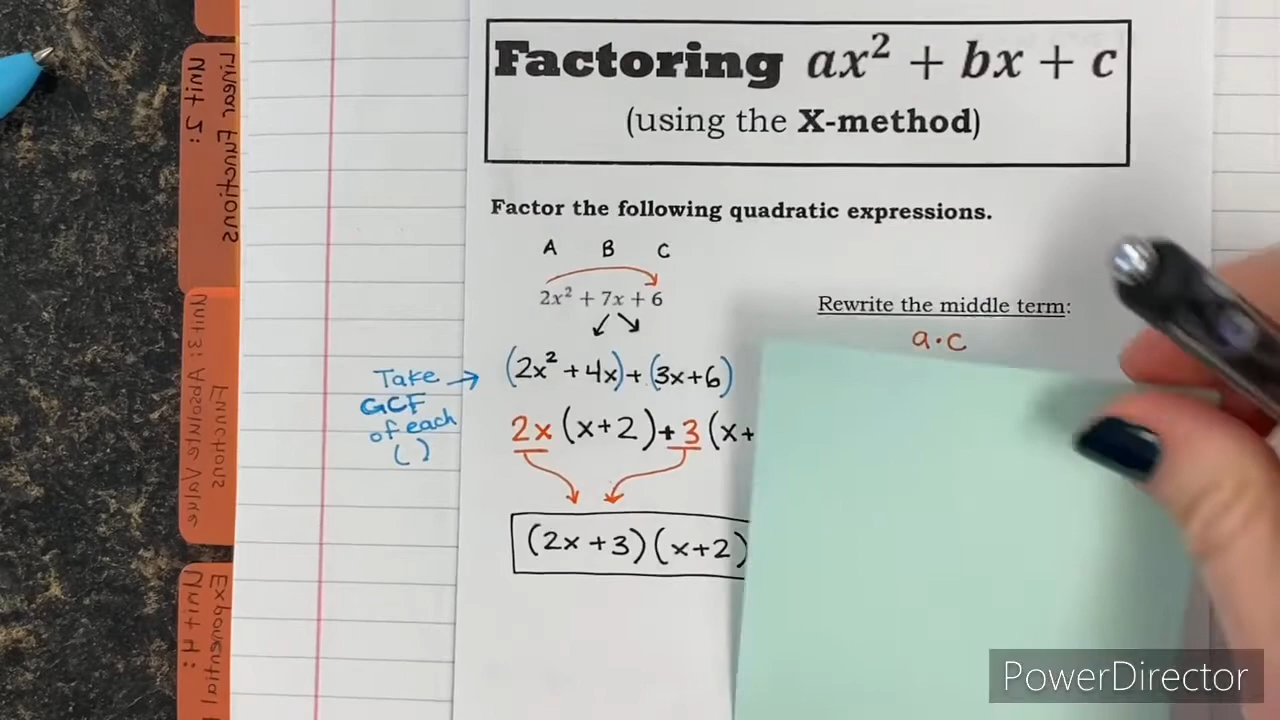 Factoring ax² + bx + c
(using the X-method)
Factor the following quadratic expressions.
A B C
2x² + 7x + 6
Rewrite the middle term:
a·c
(2x² + 4x) + (3x+6)
Take →
GCF
of each
( )
2x (x+2) + 3 (x+
(2x +3) (x+2)
Unit 2:
Linear Functions
Unit 3: Absolute Value
Functions
Unit 4:
Exponential
PowerDirector